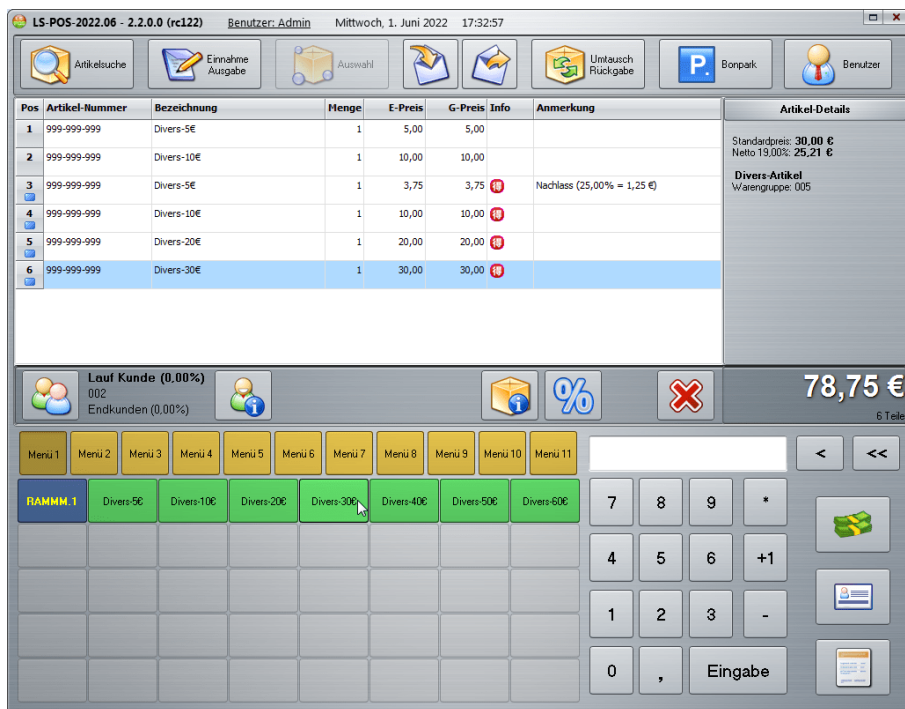 LS-POS-2022.06 - 2.2.0.0 (rc122) Benutzer: Admin Mittwoch, 1. Juni 2022 17:32:57
Artikelsuche
Einnahme
Ausgabe
Auswahl
Umtausch
Rückgabe
P. Bonpark
Benutzer
Pos Artikel-Nummer Bezeichnung Menge E-Preis G-Preis Info Anmerkung
1 999-999-999 Divers-5€ 1 5,00 5,00
2 999-999-999 Divers-10€ 1 10,00 10,00
3 999-999-999 Divers-5€ 1 3,75 3,75 得 Nachlass (25,00% = 1,25 €)
4 999-999-999 Divers-10€ 1 10,00 10,00 得
5 999-999-999 Divers-20€ 1 20,00 20,00 得
6 999-999-999 Divers-30€ 1 30,00 30,00 得
Artikel-Details
Standardpreis: 30,00 €
Netto 19,00%: 25,21 €
Divers-Artikel
Warengruppe: 005
Lauf Kunde (0,00%)
002
Endkunden (0,00%)
%
78,75 €
6 Teile
Menü 1 Menü 2 Menü 3 Menü 4 Menü 5 Menü 6 Menü 7 Menü 8 Menü 9 Menü 10 Menü 11
< <<
RAMMM.1 Divers-5€ Divers-10€ Divers-20€ Divers-30€ Divers-40€ Divers-50€ Divers-60€
7 8 9 *
4 5 6 +1
1 2 3 -
0 , Eingabe